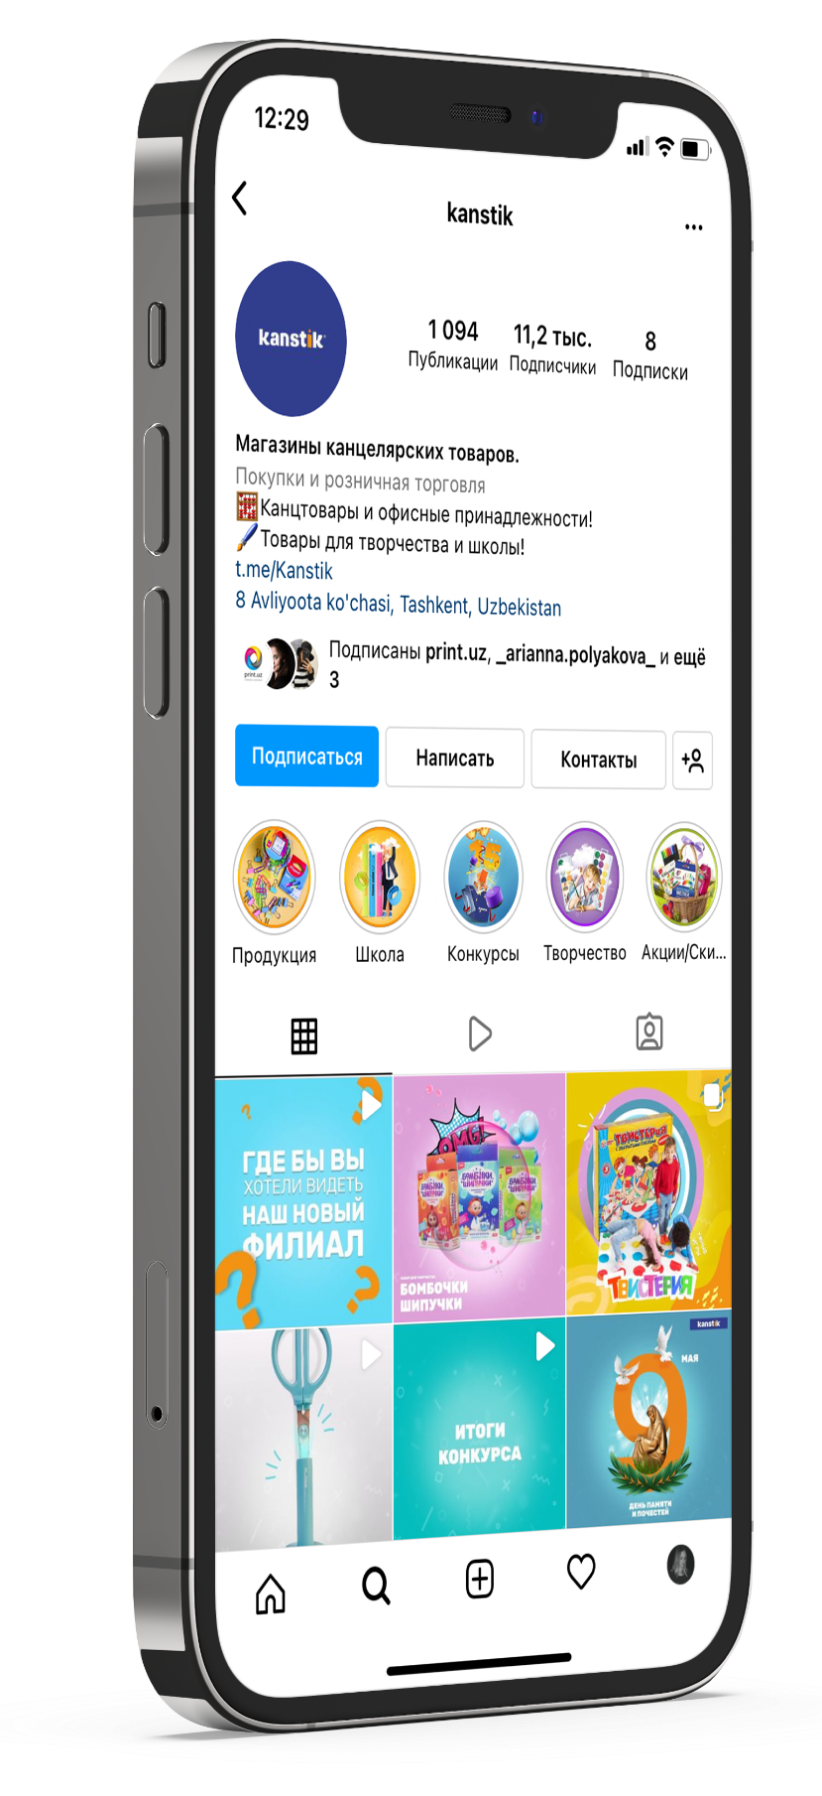 12:29
kanstik
kanstik
1 094
11,2 тыс.
8
Публикации
Подписчики
Подписки
Магазины канцелярских товаров.
Покупки и розничная торговля
Канцтовары и офисные принадлежности!
Товары для творчества и школы!
t.me/Kanstik
8 Avliyoota ko'chasi, Tashkent, Uzbekistan
print.uz
Подписаны print.uz, _arianna.polyakova_ и ещё
3
Подписаться
Написать
Контакты
Продукция
Школа
Конкурсы
Творчество
Акции/Ски...
ГДЕ БЫ ВЫ
ХОТЕЛИ ВИДЕТЬ
НАШ НОВЫЙ
ФИЛИАЛ
OMG!
БОМБОЧКИ
ШИПУЧКИ
ТВИСТЕРИЯ
ТВИСТЕРИЯ
ИТОГИ
КОНКУРСА
kanstik
9
МАЯ
ДЕНЬ ПАМЯТИ
И ПОЧЕСТЕЙ